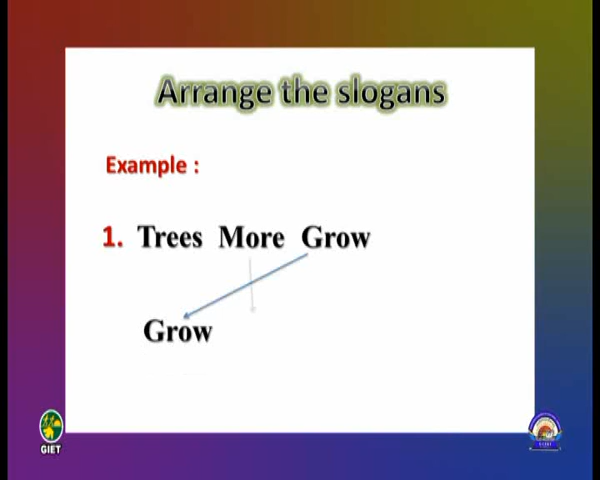 Arrange the slogans
Example :
1. Trees More Grow
Grow
GIET